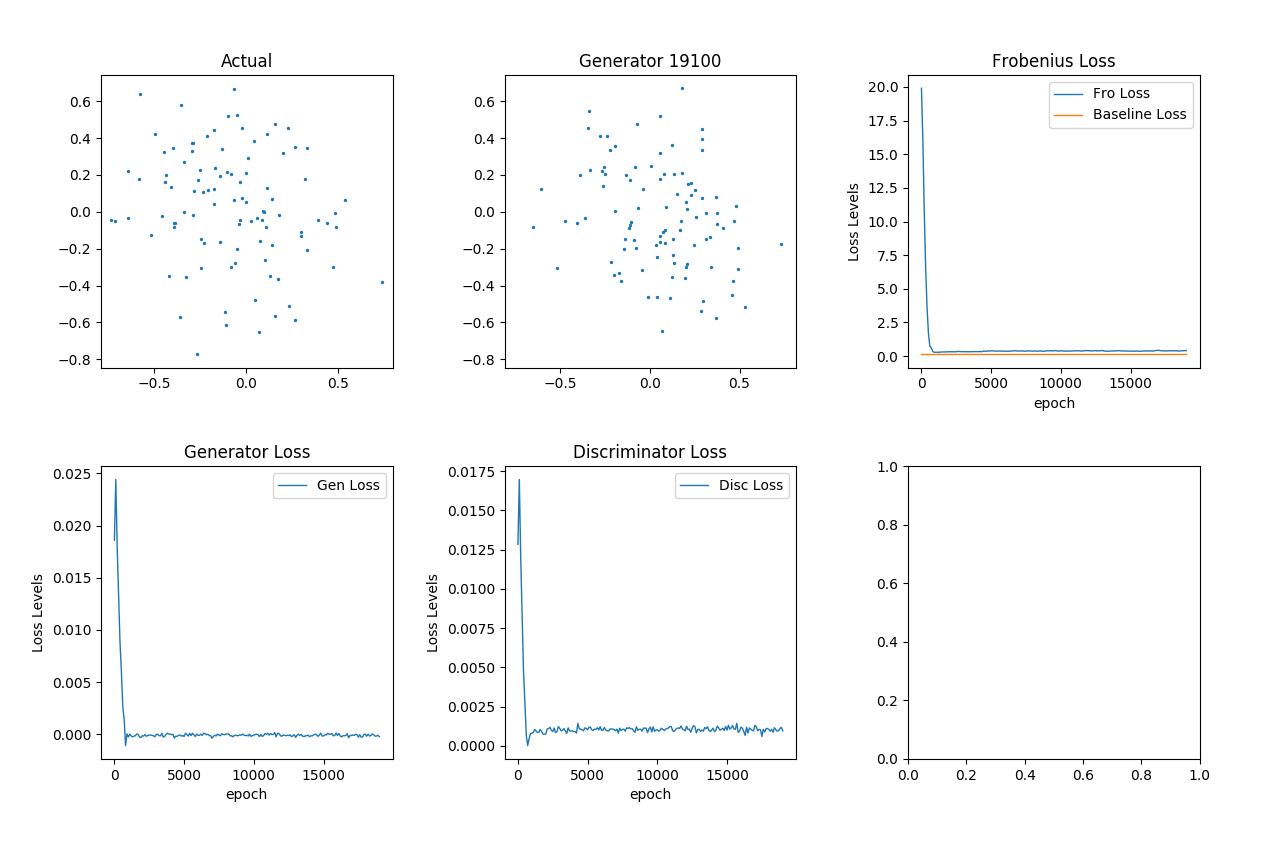 Actual
0.6
0.4
0.2
0.0
−0.2
−0.4
−0.6
−0.8
−0.5 0.0 0.5
Generator 19100
0.6
0.4
0.2
0.0
−0.2
−0.4
−0.6
−0.8
−0.5 0.0 0.5
Frobenius Loss
Loss Levels
20.0
17.5
15.0
12.5
10.0
7.5
5.0
2.5
0.0
Fro Loss
Baseline Loss
0 5000 10000 15000
epoch
Generator Loss
Loss Levels
0.025
0.020
0.015
0.010
0.005
0.000
Gen Loss
0 5000 10000 15000
epoch
Discriminator Loss
Loss Levels
0.0175
0.0150
0.0125
0.0100
0.0075
0.0050
0.0025
0.0000
Disc Loss
0 5000 10000 15000
epoch
1.0
0.8
0.6
0.4
0.2
0.0
0.0 0.2 0.4 0.6 0.8 1.0